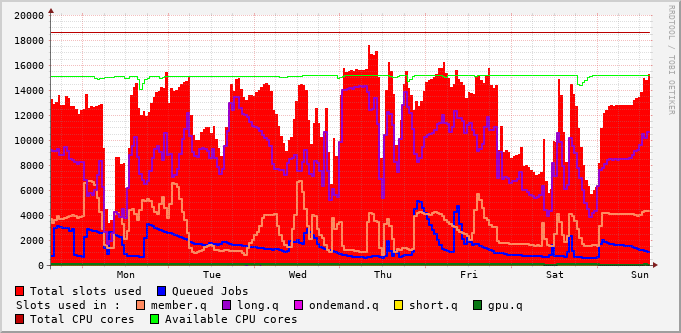 20000
18000
16000
14000
12000
10000
8000
6000
4000
2000
0
Mon Tue Wed Thu Fri Sat Sun
RRDTOOL / TOBI OETIKER
Total slots used Queued Jobs
Slots used in : member.q long.q ondemand.q short.q gpu.q
Total CPU cores Available CPU cores